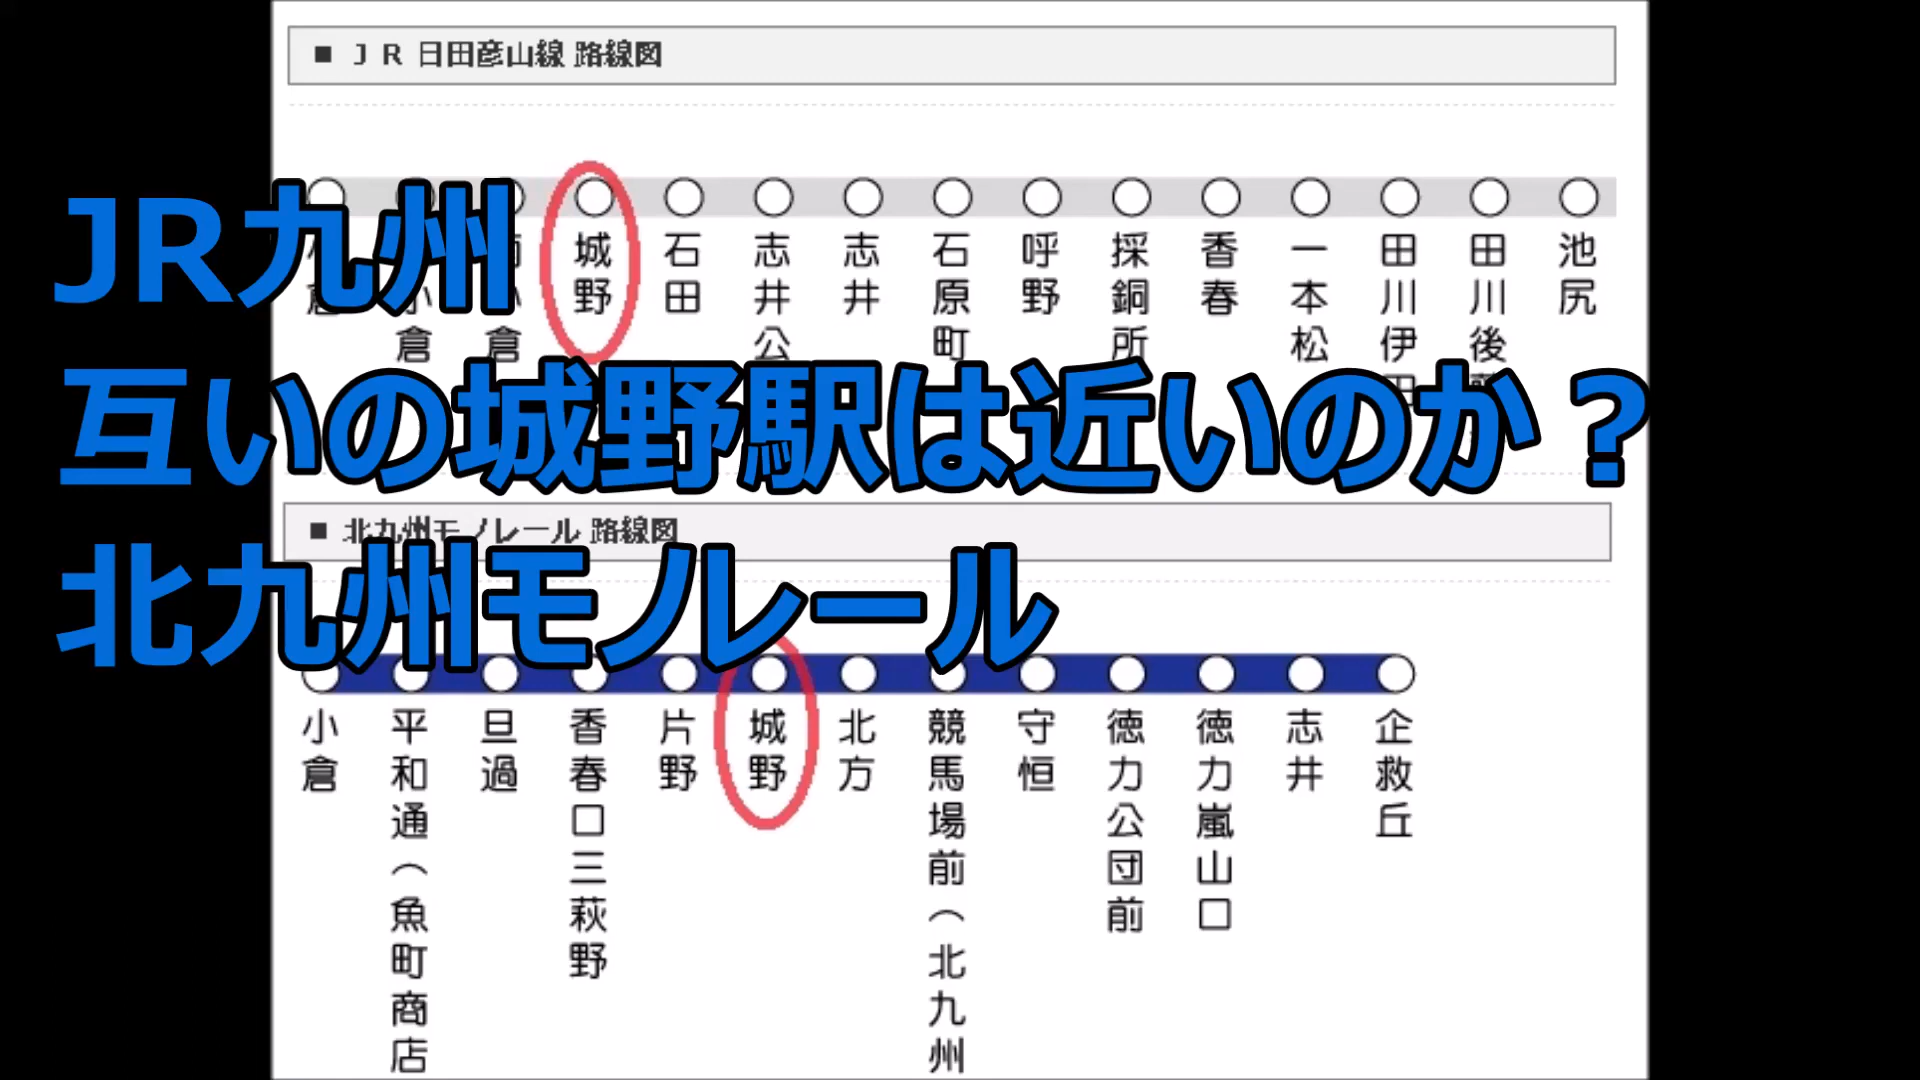 ■ JR 日田彦山線 路線図
JR九州
城野
石田
志井公
志井
石原町
呼野
採銅所
香春
一本松
田川伊田
田川後
池尻
互いの城野駅は近いのか？
■ 北九州モノレール 路線図
北九州モノレール
小倉
平和通（魚町商店
旦過
香春口三萩野
片野
城野
北方
競馬場前（北九州
守恒
徳力公団前
徳力嵐山口
志井
企救丘